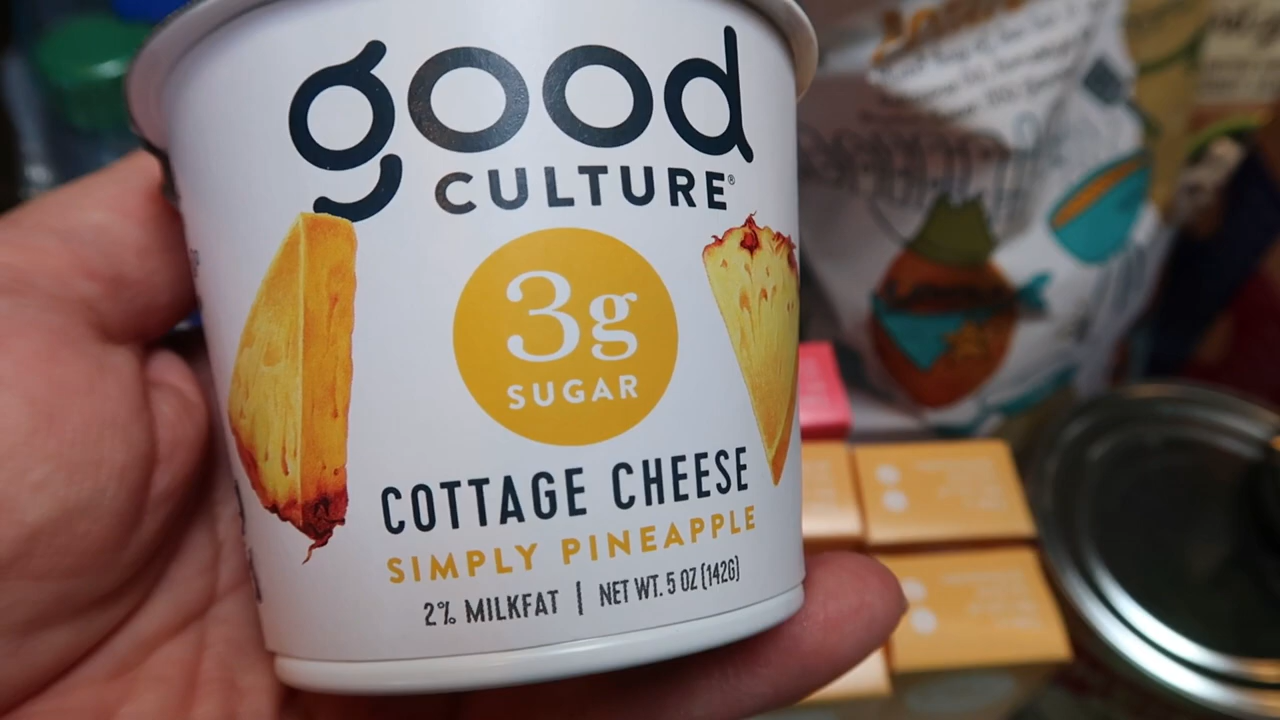 good
CULTURE®
3g
SUGAR
COTTAGE CHEESE
SIMPLY PINEAPPLE
2% MILKFAT | NET WT. 5 OZ (142G)